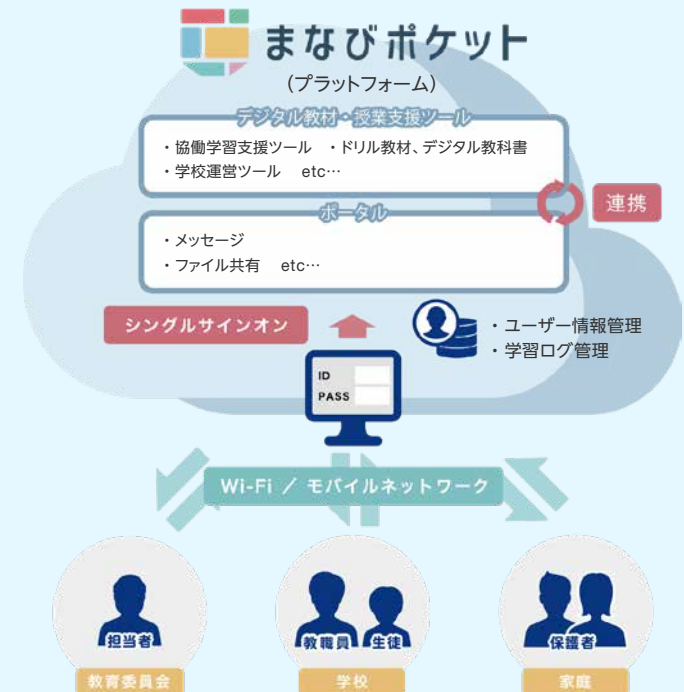 まなびポケット
(プラットフォーム)
デジタル教材・授業支援ツール
・協働学習支援ツール ・ドリル教材、デジタル教科書
・学校運営ツール etc…
連携
ポータル
・メッセージ
・ファイル共有 etc…
シングルサインオン
・ユーザー情報管理
・学習ログ管理
ID
PASS
Wi-Fi / モバイルネットワーク
担当者
教職員 生徒
保護者
教育委員会
学校
家庭